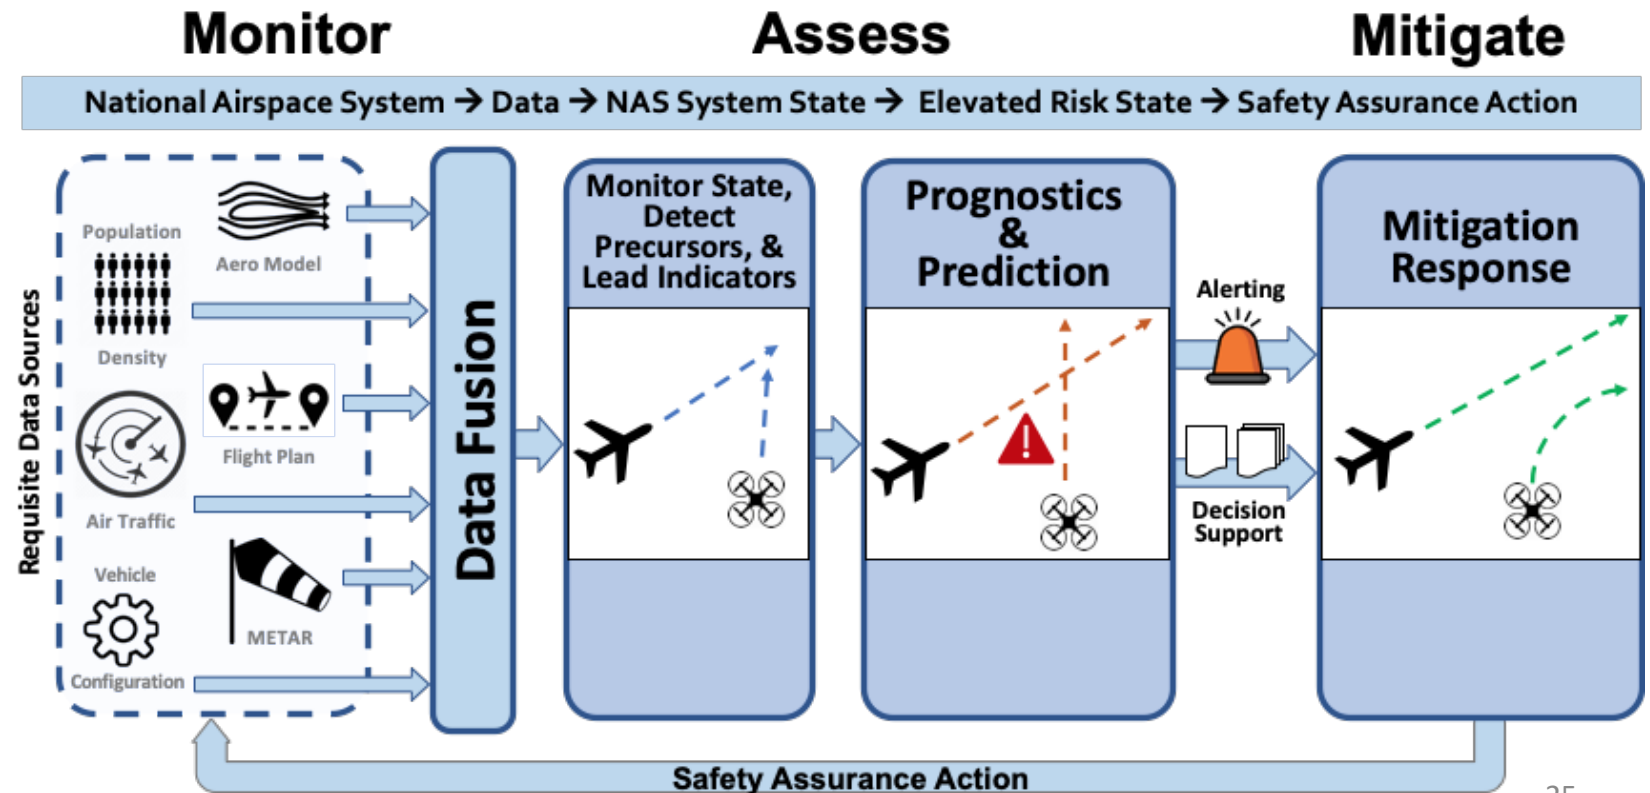 Monitor
Assess
Mitigate
National Airspace System → Data → NAS System State → Elevated Risk State → Safety Assurance Action
Requisite Data Sources
Population
Density
Aero Model
Flight Plan
Air Traffic
Vehicle
Configuration
METAR
Data Fusion
Monitor State,
Detect
Precursors, &
Lead Indicators
Prognostics
&
Prediction
Alerting
Decision
Support
Mitigation
Response
Safety Assurance Action